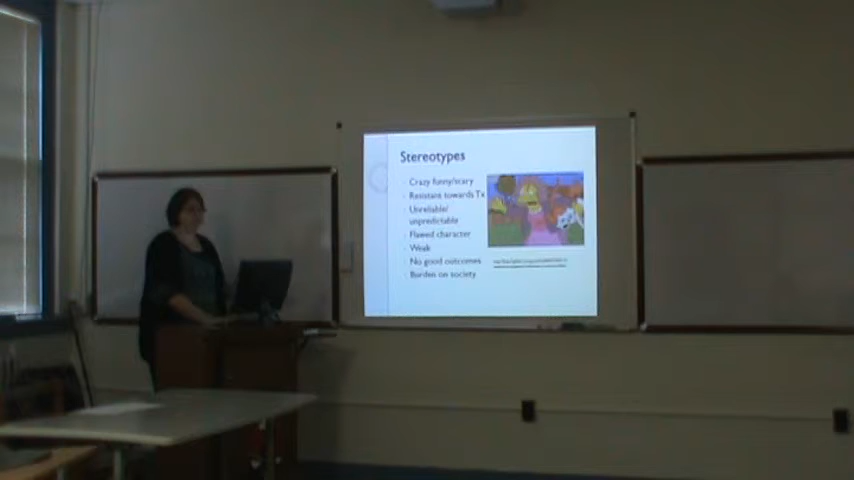 Stereotypes
Crazy funny/scary
Resistant towards Tx
Unreliable/
unpredictable
Flawed character
Weak
No good outcomes
Burden on society